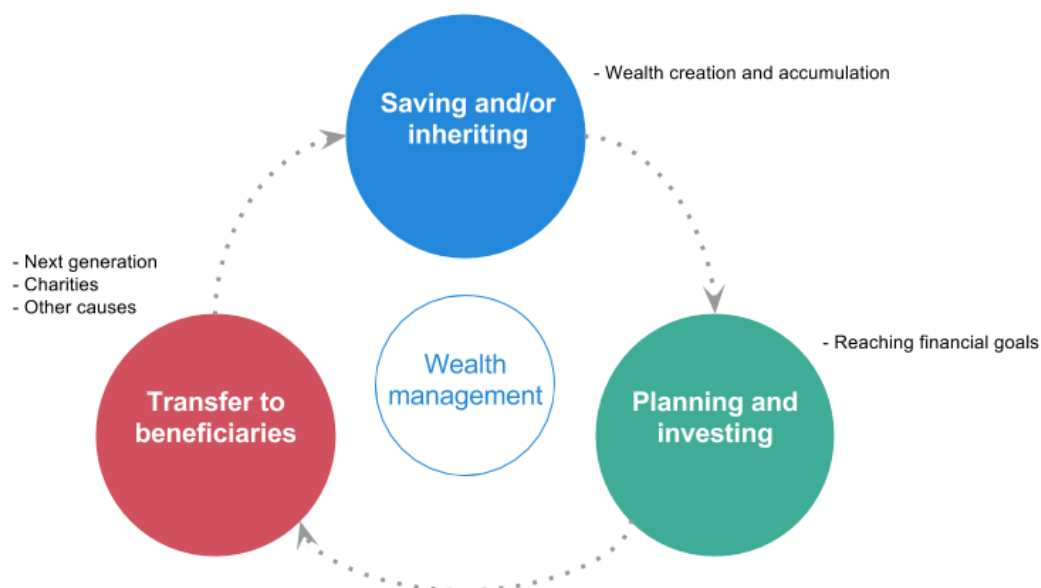 Saving and/or
inheriting
- Wealth creation and accumulation
- Next generation
- Charities
- Other causes
Wealth
management
- Reaching financial goals
Transfer to
beneficiaries
Planning and
investing